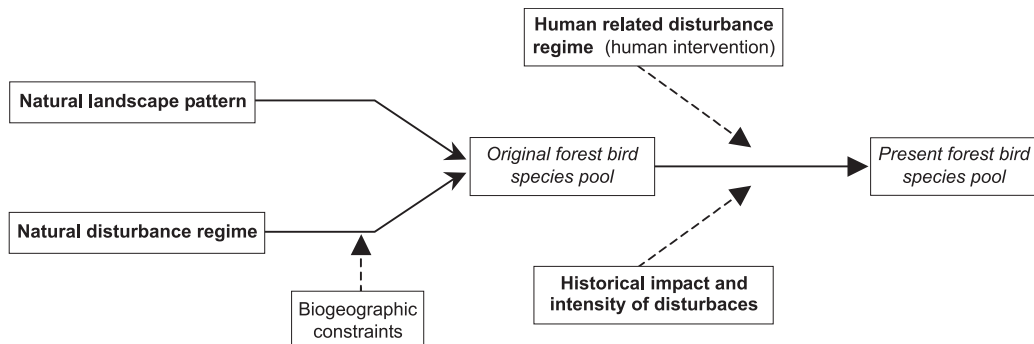 Human related disturbance
regime (human intervention)
Natural landscape pattern
Original forest bird
species pool
Present forest bird
species pool
Natural disturbance regime
Historical impact and
intensity of disturbaces
Biogeographic
constraints